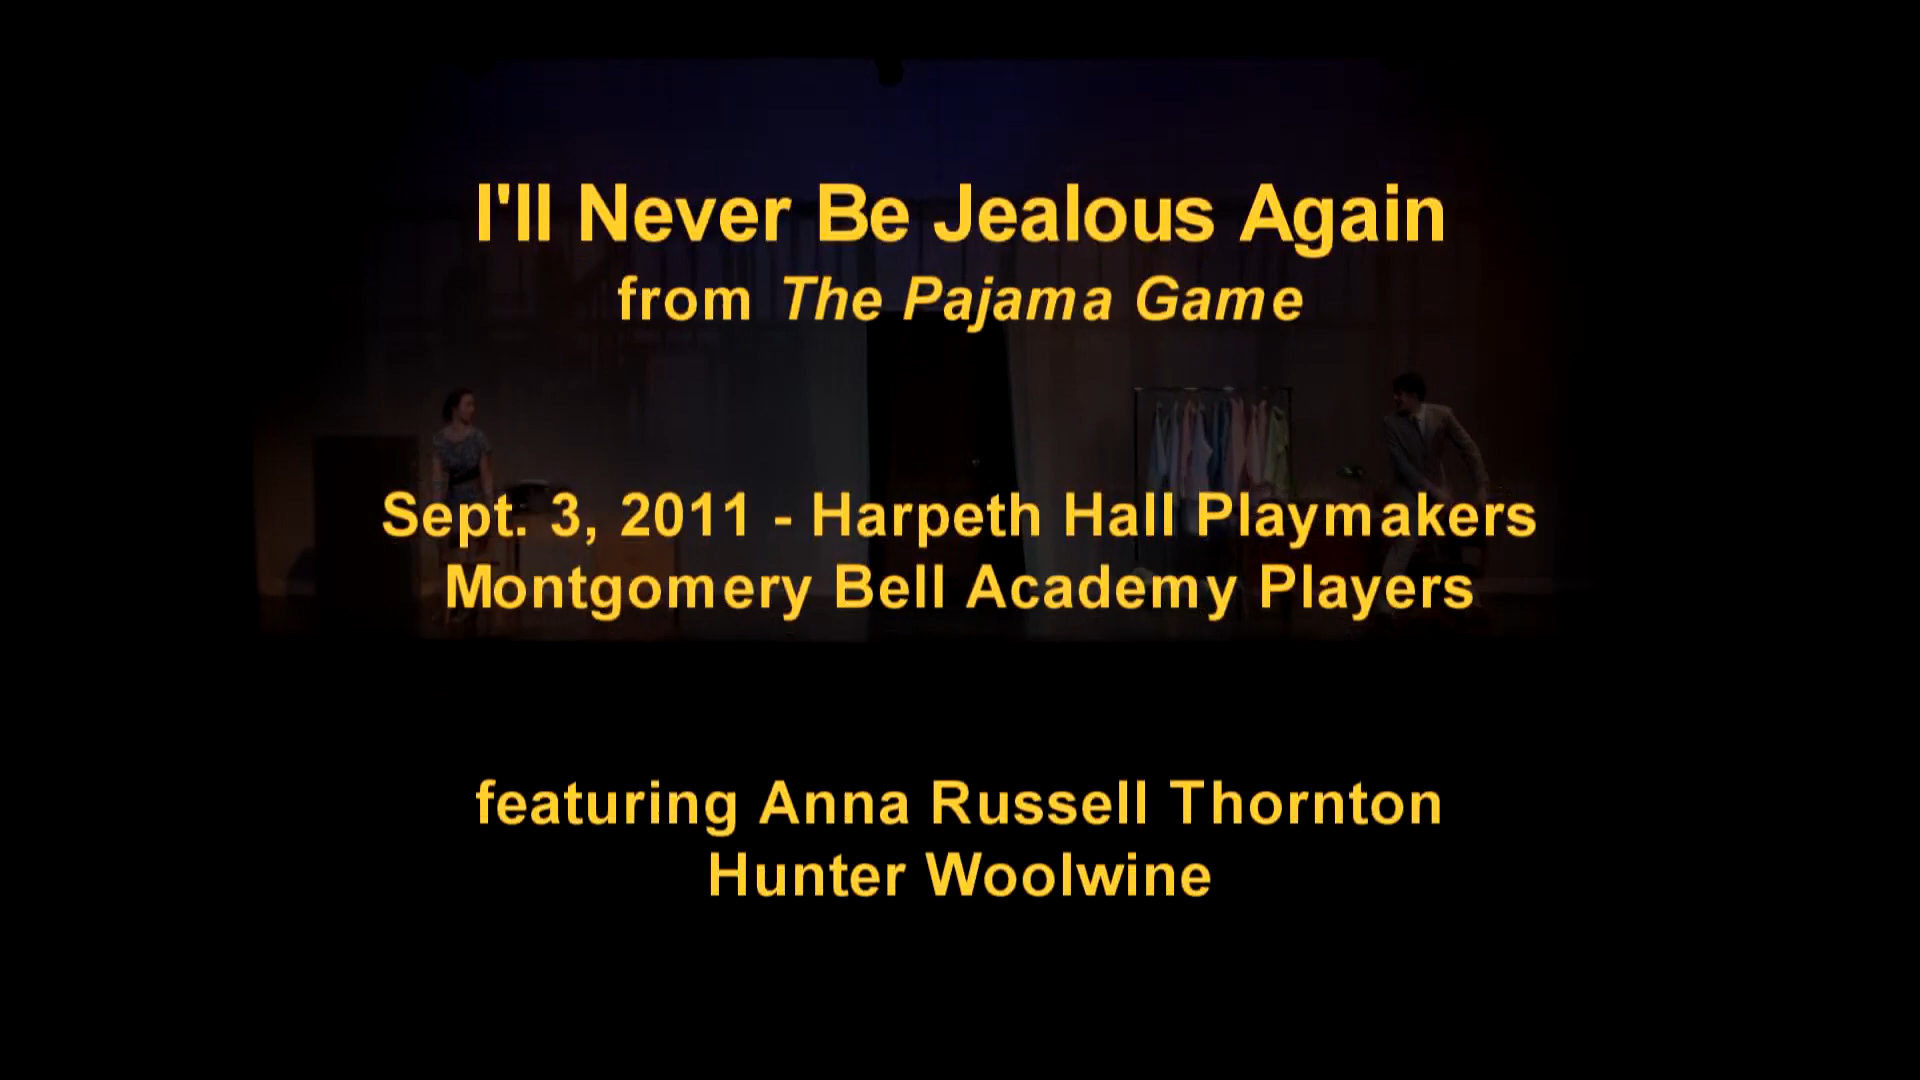 I'll Never Be Jealous Again
from The Pajama Game
Sept. 3, 2011 - Harpeth Hall Playmakers
Montgomery Bell Academy Players
featuring Anna Russell Thornton
Hunter Woolwine